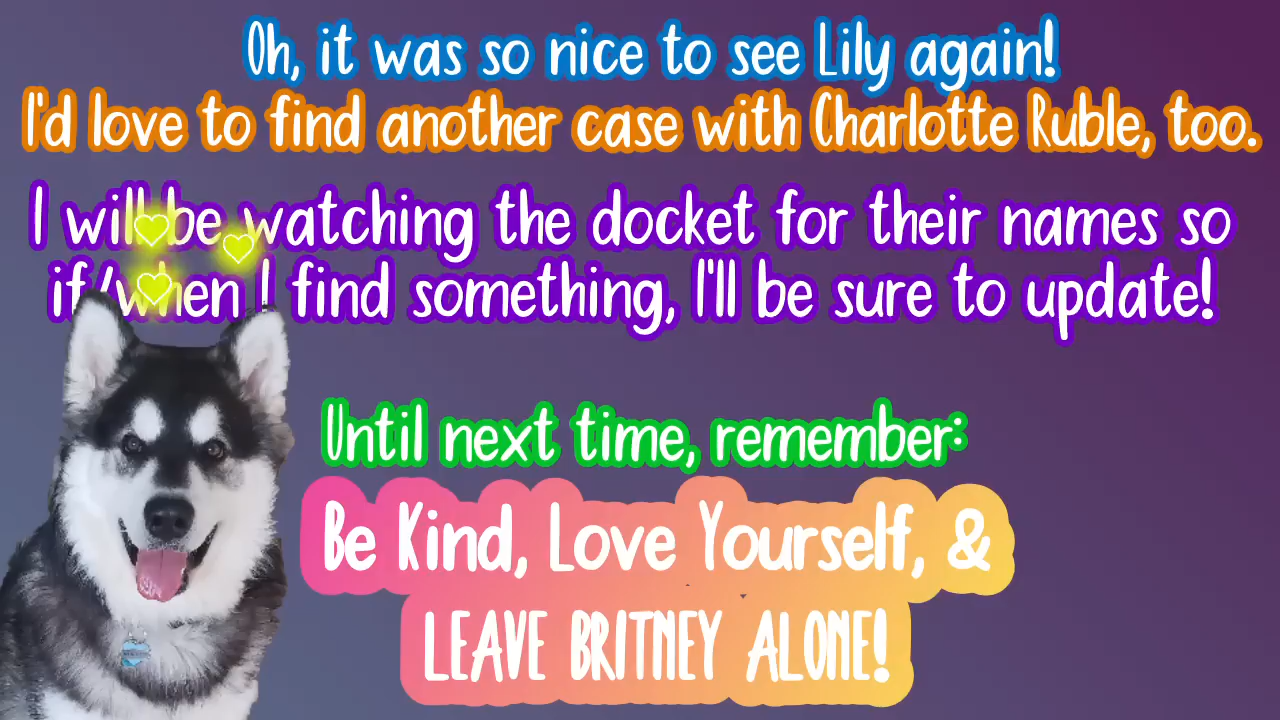 Oh, it was so nice to see Lily again!
I'd love to find another case with Charlotte Ruble, too.
I will be watching the docket for their names so
if/when I find something, I'll be sure to update!
Until next time, remember:
Be Kind, Love Yourself, &
LEAVE BRITNEY ALONE!